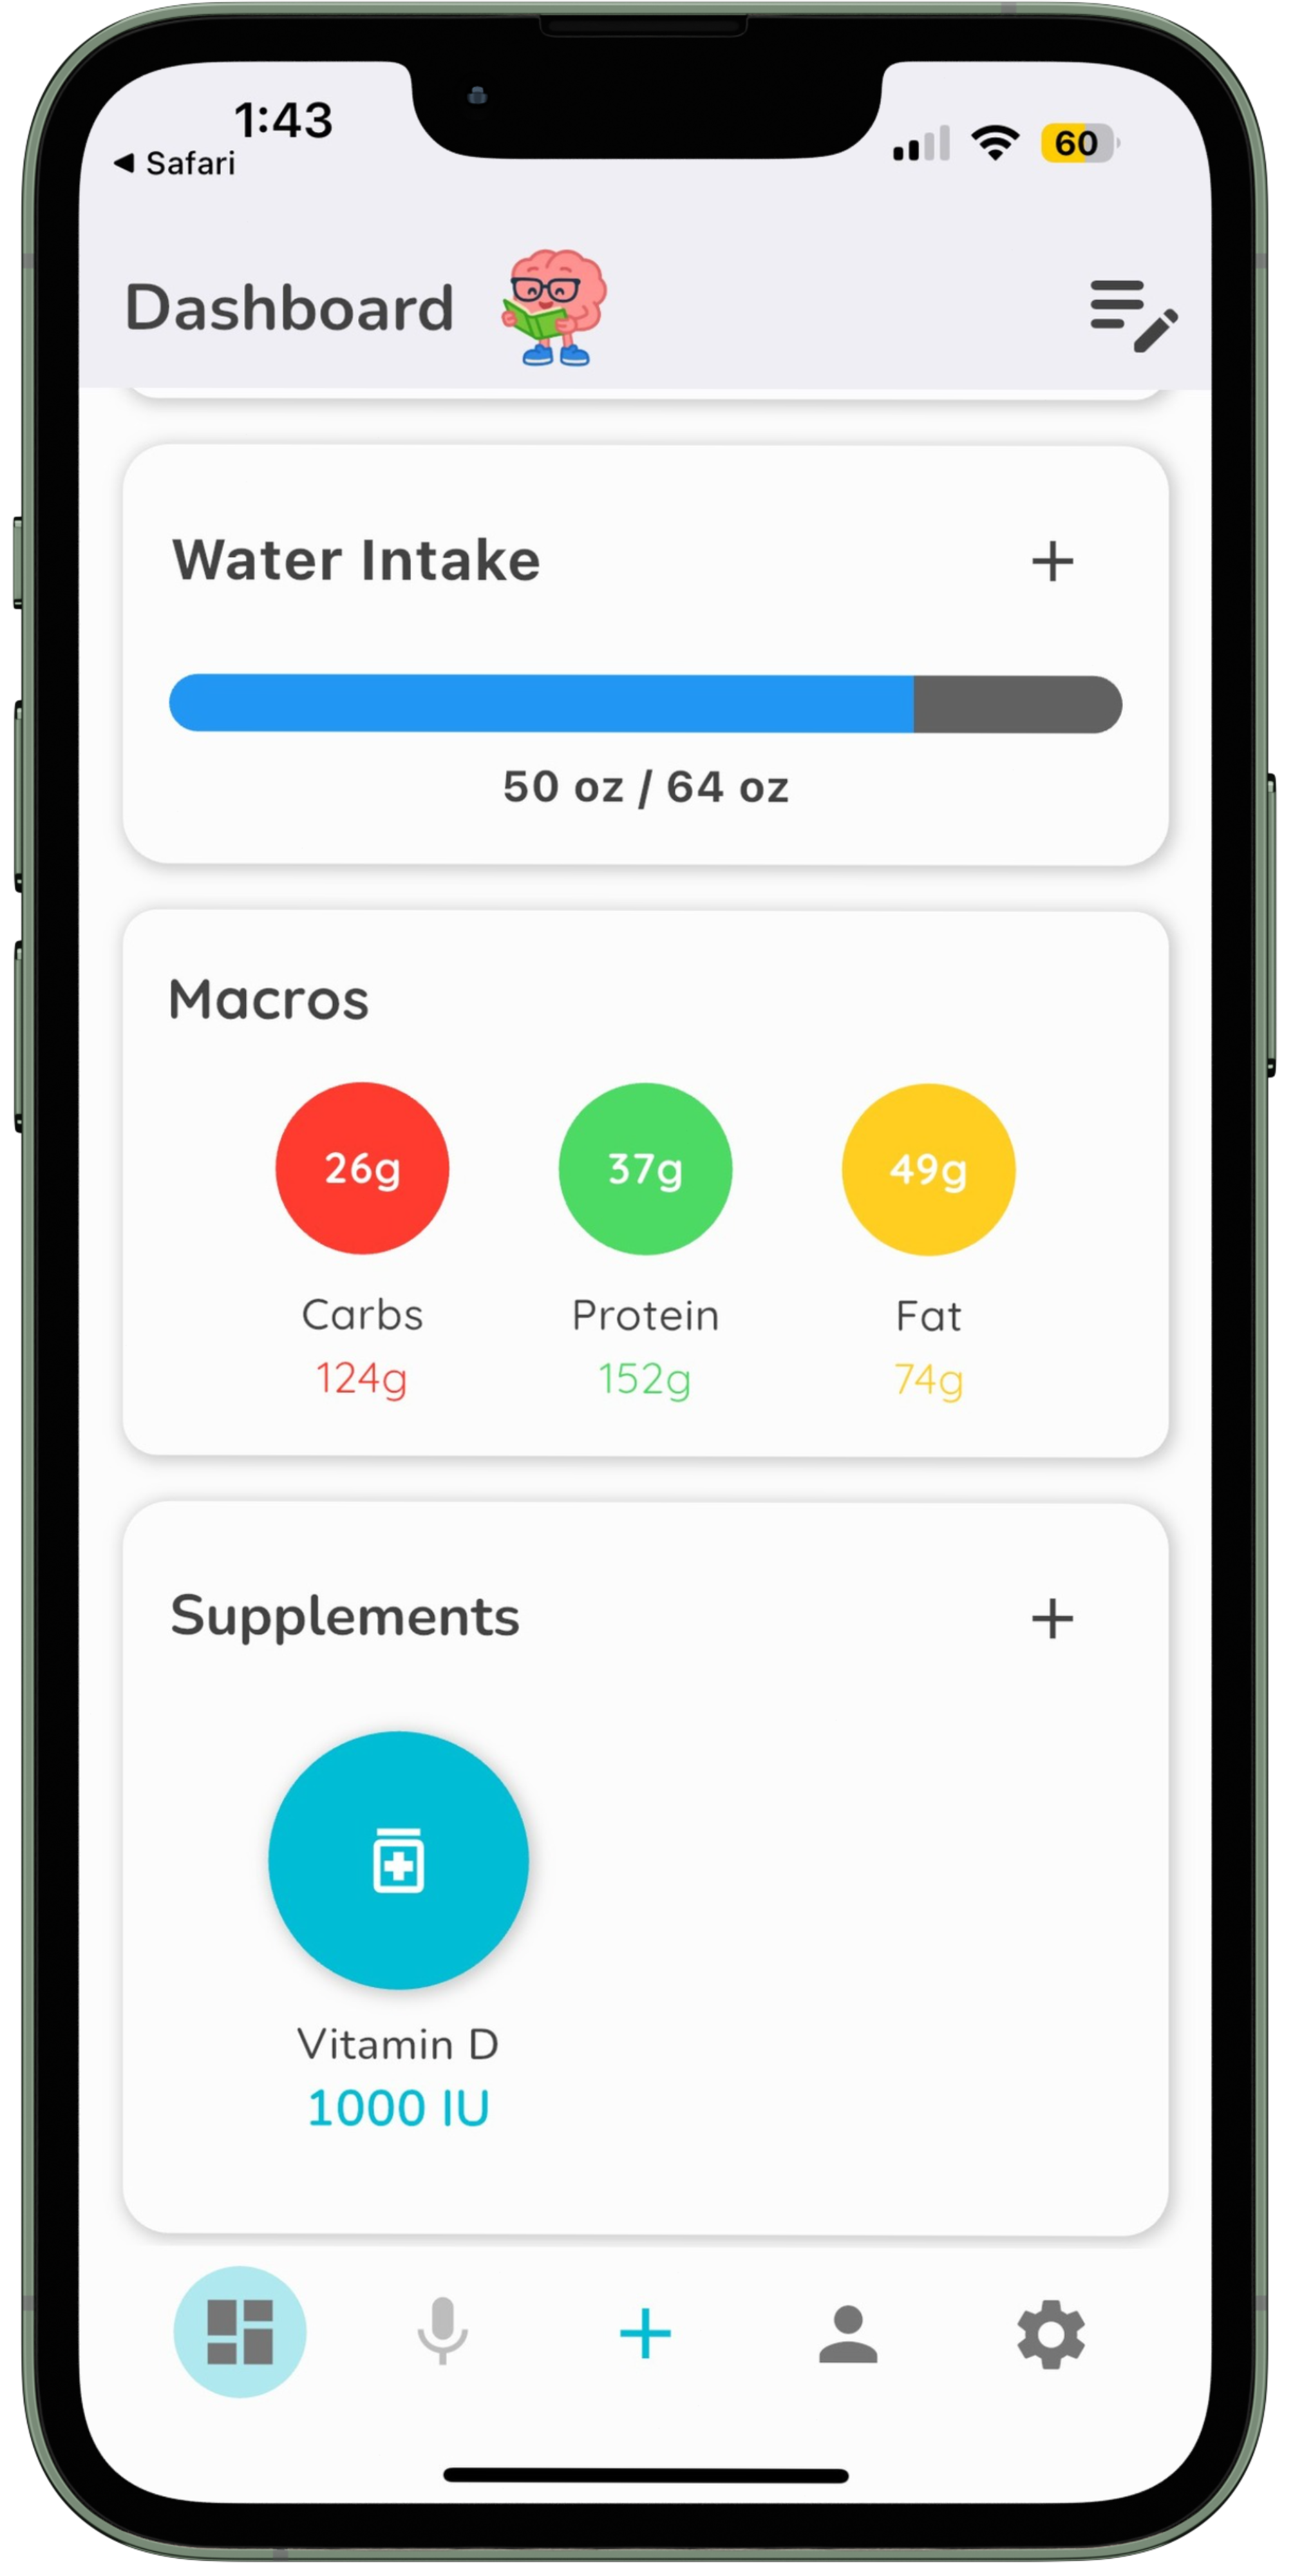 1:43
Safari
60
Dashboard
Water Intake
50 oz / 64 oz
Macros
26g
37g
49g
Carbs
Protein
Fat
124g
152g
74g
Supplements
Vitamin D
1000 IU